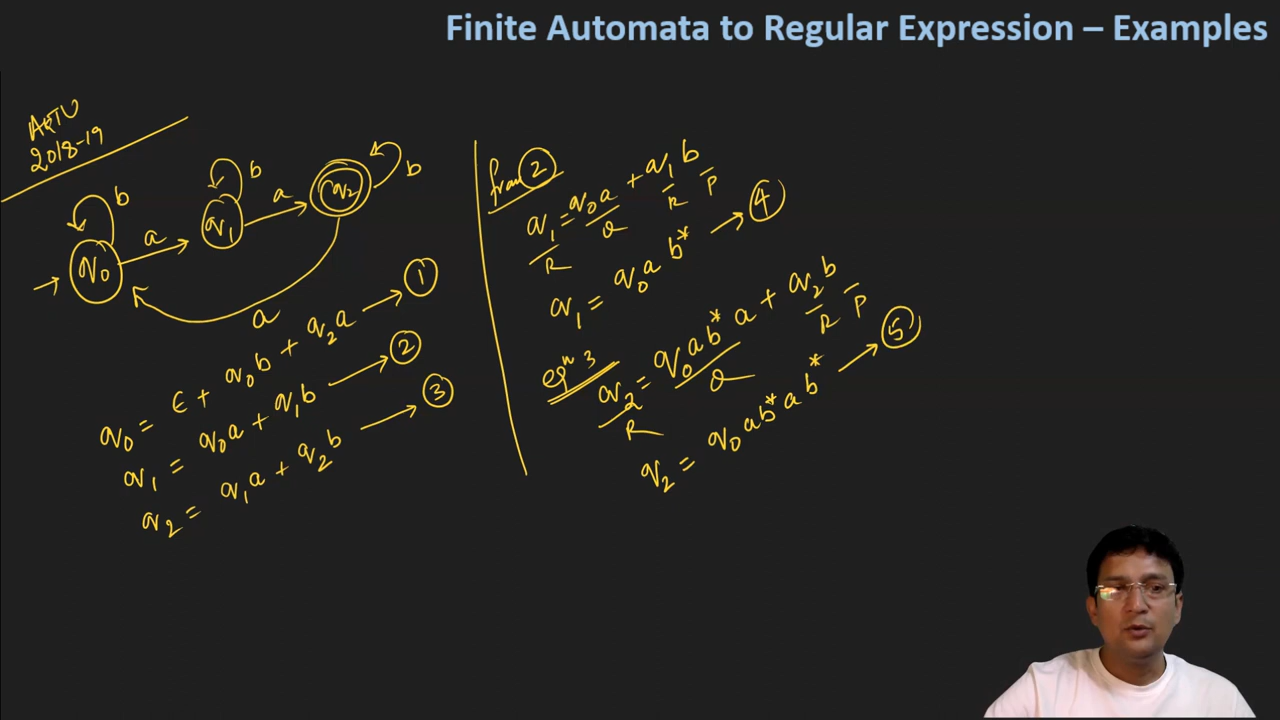 Finite Automata to Regular Expression – Examples
AKTU
2018-19
b
b
b
q0
a
q1
a
q2
a
q0 = ε + q0b + q2a → ①
q1 = q0a + q1b → ②
q2 = q1a + q2b → ③
from ②
q1 = q0a + q1b
R Q R P
q1 = q0ab* → ④
eqn 3
q2 = q0ab*a + q2b
R Q R P
q2 = q0ab*ab* → ⑤